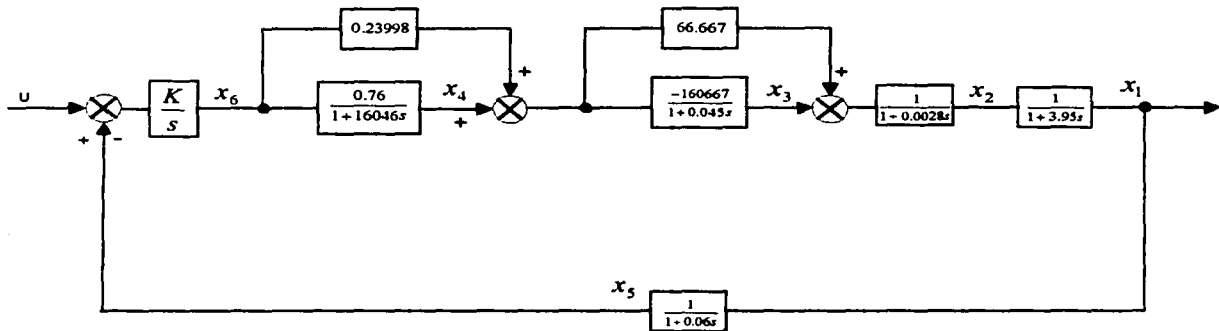 0.23998
66.667
U
K
s
x₆
0.76
1+16046s
x₄
-160667
1+0.045s
x₃
1
1+0.0028s
x₂
1
1+3.95s
x₁
+
-
+
+
+
x₅
1
1+0.06s